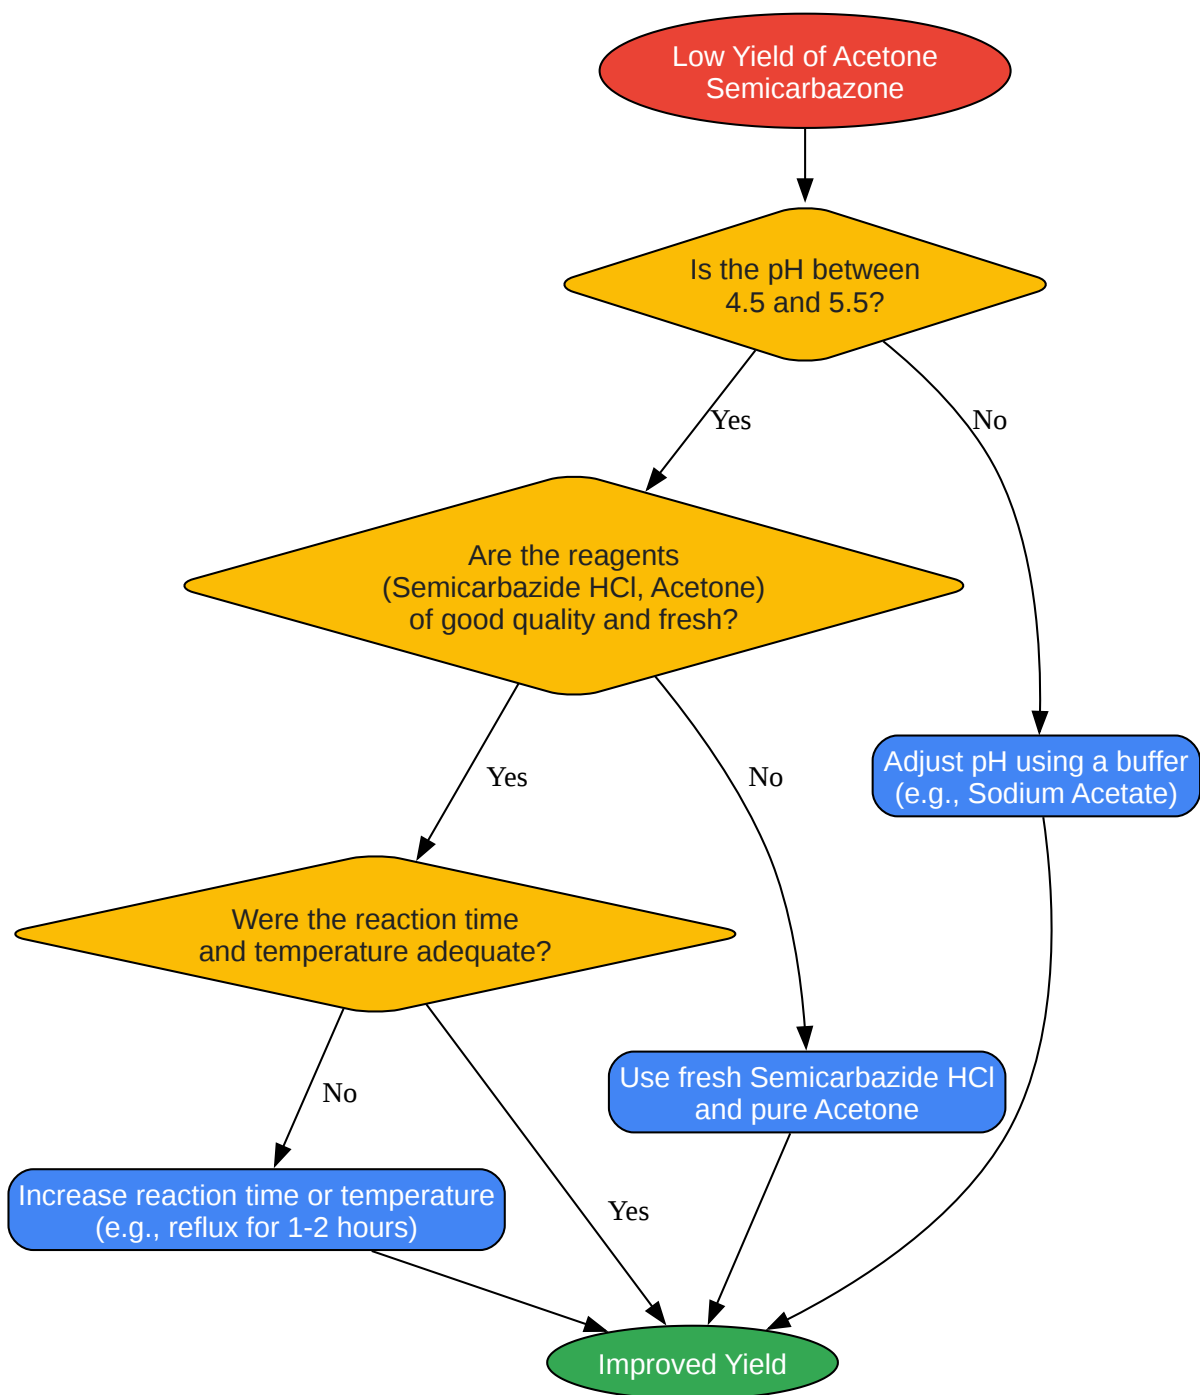 Low Yield of Acetone
Semicarbazone
Is the pH between
4.5 and 5.5?
Yes
No
Are the reagents
(Semicarbazide HCl, Acetone)
of good quality and fresh?
Yes
No
Adjust pH using a buffer
(e.g., Sodium Acetate)
Were the reaction time
and temperature adequate?
No
Use fresh Semicarbazide HCl
and pure Acetone
Increase reaction time or temperature
(e.g., reflux for 1-2 hours)
Yes
Improved Yield